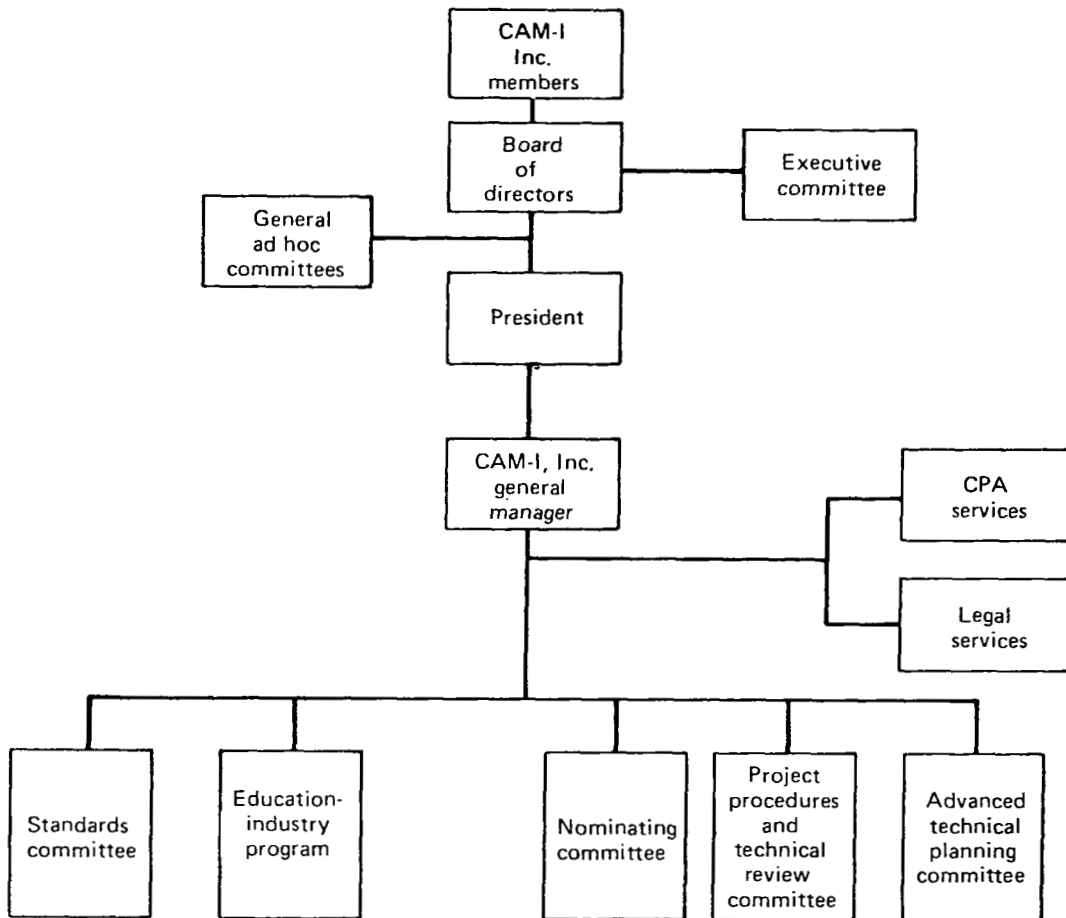 CAM-I
Inc.
members
Board
of
directors
Executive
committee
General
ad hoc
committees
President
CAM-I, Inc.
general
manager
CPA
services
Legal
services
Standards
committee
Education-
industry
program
Nominating
committee
Project
procedures
and
technical
review
committee
Advanced
technical
planning
committee